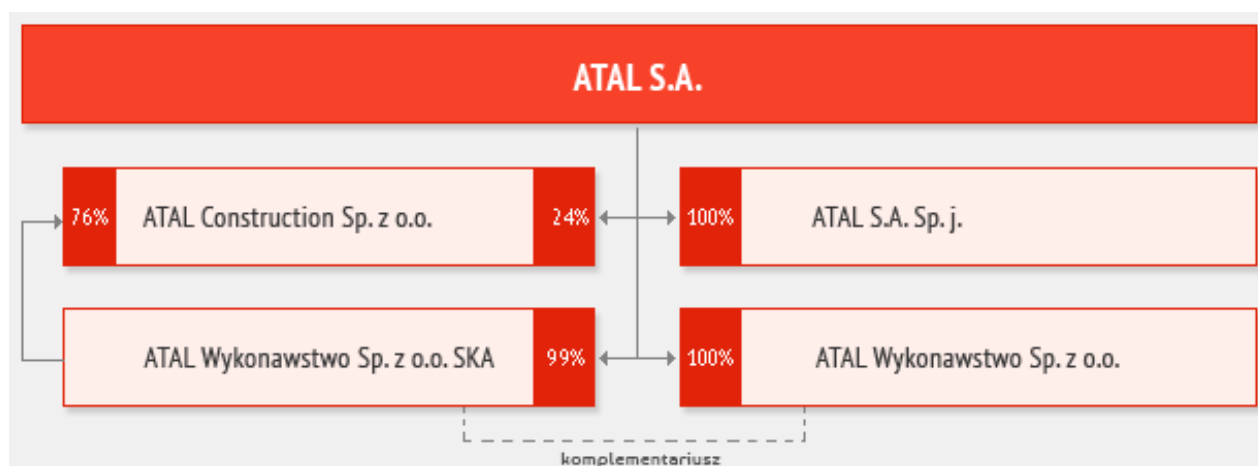 ATAL S.A.
76% ATAL Construction Sp. z o.o. 24% 100% ATAL S.A. Sp. j.
ATAL Wykonawstwo Sp. z o.o. SKA 99% 100% ATAL Wykonawstwo Sp. z o.o.
komplementariusz